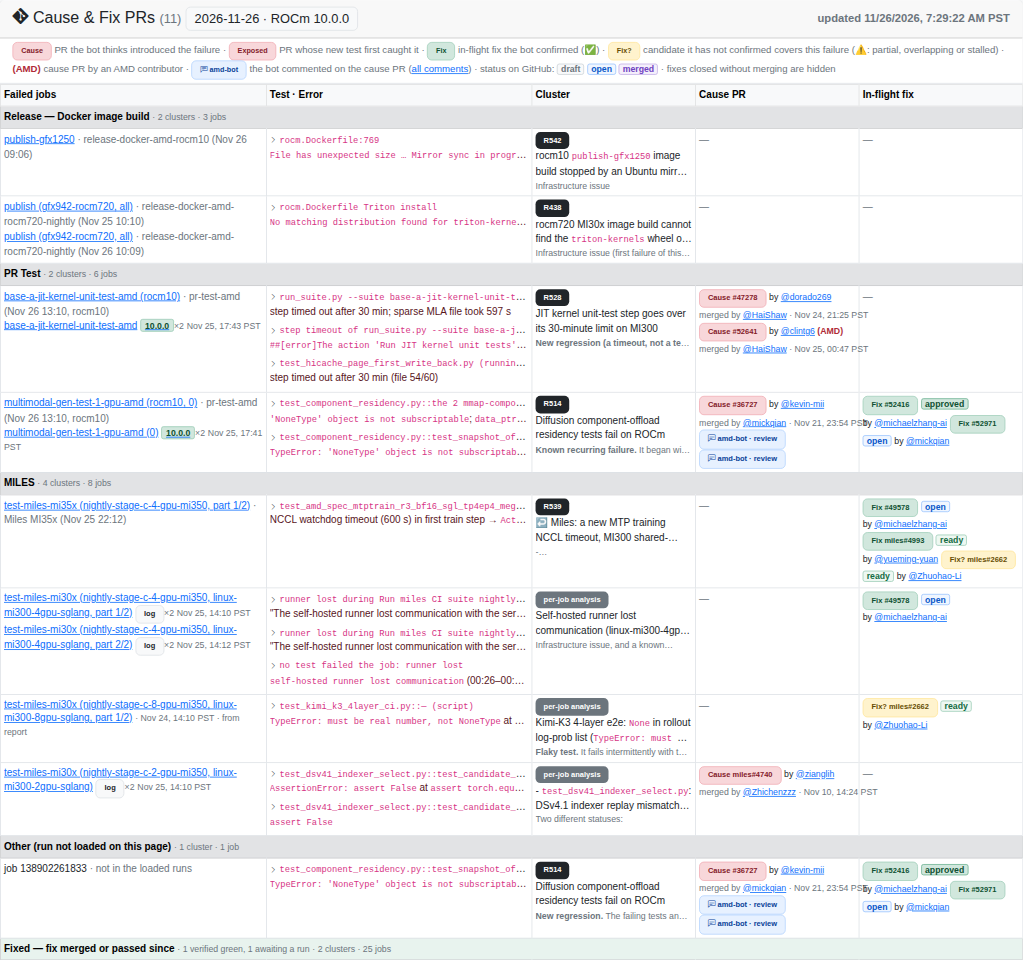 Cause & Fix PRs (11) 2026-11-26 · ROCm 10.0.0 updated 11/26/2026, 7:29:22 AM PST
Cause PR the bot thinks introduced the failure · Exposed PR whose new test first caught it · Fix in-flight fix the bot confirmed (✅) · Fix? candidate it has not confirmed covers this failure (⚠️: partial, overlapping or stalled) ·
(AMD) cause PR by an AMD contributor · amd-bot the bot commented on the cause PR (all comments) · status on GitHub: draft open merged · fixes closed without merging are hidden
Failed jobs Test · Error Cluster Cause PR In-flight fix
Release — Docker image build · 2 clusters · 3 jobs
publish-gfx1250 · release-docker-amd-rocm10 (Nov 26
09:06)
rocm.Dockerfile:769
File has unexpected size … Mirror sync in progr…
R542
rocm10 publish-gfx1250 image
build stopped by an Ubuntu mirr…
Infrastructure issue
—
—
publish (gfx942-rocm720, all) · release-docker-amd-
rocm720-nightly (Nov 25 10:10)
publish (gfx942-rocm720, all) · release-docker-amd-
rocm720-nightly (Nov 25 10:09)
rocm.Dockerfile Triton install
No matching distribution found for triton-kerne…
R438
rocm720 MI30x image build cannot
find the triton-kernels wheel o…
Infrastructure issue (first failure of this…
—
—
PR Test · 2 clusters · 6 jobs
base-a-jit-kernel-unit-test-amd (rocm10) · pr-test-amd
(Nov 26 13:10, rocm10)
base-a-jit-kernel-unit-test-amd 10.0.0 ×2 Nov 25, 17:43 PST
run_suite.py --suite base-a-jit-kernel-unit-t…
step timed out after 30 min; sparse MLA file took 597 s
step timeout of run_suite.py --suite base-a-j…
##[error]The action 'Run JIT kernel unit tests'…
test_hicache_page_first_write_back.py (runnin…
step timed out after 30 min (file 54/60)
R528
JIT kernel unit-test step goes over
its 30-minute limit on MI300
New regression (a timeout, not a te…
Cause #47278 by @dorado269
merged by @HaiShaw · Nov 24, 21:25 PST
Cause #52641 by @clintg6 (AMD)
merged by @HaiShaw · Nov 25, 00:47 PST
—
multimodal-gen-test-1-gpu-amd (rocm10, 0) · pr-test-amd
(Nov 26 13:10, rocm10)
multimodal-gen-test-1-gpu-amd (0) 10.0.0 ×2 Nov 25, 17:41
PST
test_component_residency.py::the 2 mmap-compo…
'NoneType' object is not subscriptable; data_ptr…
test_component_residency.py::test_snapshot_of…
TypeError: 'NoneType' object is not subscriptab…
R514
Diffusion component-offload
residency tests fail on ROCm
Known recurring failure. It began wi…
Cause #36727 by @kevin-mii
merged by @mickqian · Nov 21, 23:54 PST
amd-bot · review
amd-bot · review
Fix #52416 approved
by @michaelzhang-ai Fix #52971
open by @mickqian
MILES · 4 clusters · 8 jobs
test-miles-mi35x (nightly-stage-c-4-gpu-mi350, part 1/2) ·
Miles MI35x (Nov 25 22:12)
test_amd_spec_mtptrain_r3_bf16_sgl_tp4ep4_meg…
NCCL watchdog timeout (600 s) in first train step → Act…
R539
↩️ Miles: a new MTP training
NCCL timeout, MI300 shared-…
-…
—
Fix #49578 open
by @michaelzhang-ai
Fix miles#4993 ready
by @yueming-yuan Fix? miles#2662
ready by @Zhuohao-Li
test-miles-mi30x (nightly-stage-c-4-gpu-mi350, linux-
mi300-4gpu-sglang, part 1/2) log ×2 Nov 25, 14:10 PST
test-miles-mi30x (nightly-stage-c-4-gpu-mi350, linux-
mi300-4gpu-sglang, part 2/2) log ×2 Nov 25, 14:12 PST
runner lost during Run miles CI suite nightly…
"The self-hosted runner lost communication with the ser…
runner lost during Run miles CI suite nightly…
"The self-hosted runner lost communication with the ser…
no test failed the job: runner lost
self-hosted runner lost communication (00:26–00:…
per-job analysis
Self-hosted runner lost
communication (linux-mi300-4gp…
Infrastructure issue, and a known…
—
Fix #49578 open
by @michaelzhang-ai
test-miles-mi30x (nightly-stage-c-8-gpu-mi350, linux-
mi300-8gpu-sglang, part 1/2) · Nov 24, 14:10 PST · from
report
test_kimi_k3_4layer_ci.py::— (script)
TypeError: must be real number, not NoneType at …
per-job analysis
Kimi-K3 4-layer e2e: None in rollout
log-prob list (TypeError: must …
Flaky test. It fails intermittently with t…
—
Fix? miles#2662 ready
by @Zhuohao-Li
test-miles-mi30x (nightly-stage-c-2-gpu-mi350, linux-
mi300-2gpu-sglang) log ×2 Nov 25, 14:10 PST
test_dsv41_indexer_select.py::test_candidate_…
AssertionError: assert False at assert torch.equ…
test_dsv41_indexer_select.py::test_candidate_…
assert False
per-job analysis
- test_dsv41_indexer_select.py:
DSv4.1 indexer replay mismatch…
Two different statuses:
Cause miles#4740 by @zianglih
merged by @Zhichenzzz · Nov 10, 14:24 PST
—
Other (run not loaded on this page) · 1 cluster · 1 job
job 138902261833 · not in the loaded runs
test_component_residency.py::test_snapshot_of…
TypeError: 'NoneType' object is not subscriptab…
R514
Diffusion component-offload
residency tests fail on ROCm
New regression. The failing tests an…
Cause #36727 by @kevin-mii
merged by @mickqian · Nov 21, 23:54 PST
amd-bot · review
amd-bot · review
Fix #52416 approved
by @michaelzhang-ai Fix #52971
open by @mickqian
Fixed — fix merged or passed since · 1 verified green, 1 awaiting a run · 2 clusters · 25 jobs